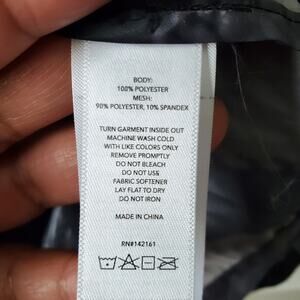 BODY:
100% POLYESTER
MESH:
90% POLYESTER, 10% SPANDEX
TURN GARMENT INSIDE OUT
MACHINE WASH COLD
WITH LIKE COLORS ONLY
REMOVE PROMPTLY
DO NOT BLEACH
DO NOT USE
FABRIC SOFTENER
LAY FLAT TO DRY
DO NOT IRON
MADE IN CHINA
RN#142161